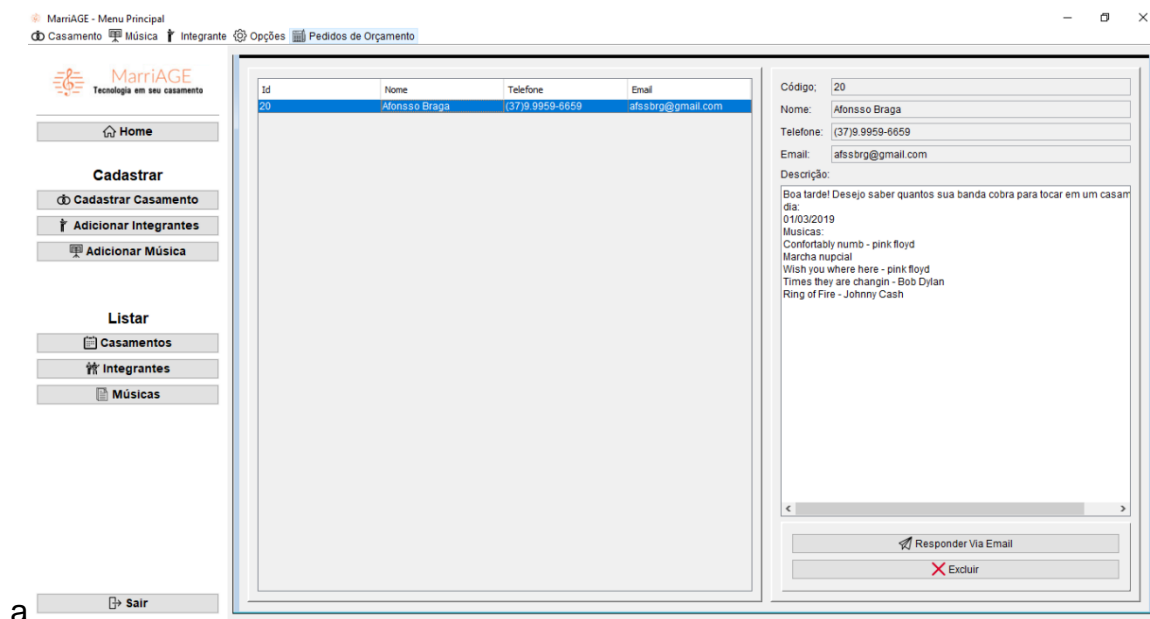 MarriAGE - Menu Principal
Casamento Música Integrante Opções Pedidos de Orçamento
MarriAGE
Tecnologia em seu casamento
Home
Cadastrar
Cadastrar Casamento
Adicionar Integrantes
Adicionar Música
Listar
Casamentos
Integrantes
Músicas
Sair
a
Id Nome Telefone Email
20 Afonsso Braga (37)9.9959-6659 afssbrg@gmail.com
Código; 20
Nome: Afonsso Braga
Telefone: (37)9.9959-6659
Email: afssbrg@gmail.com
Descrição:
Boa tarde! Desejo saber quantos sua banda cobra para tocar em um casam
dia:
01/03/2019
Musicas:
Confortably numb - pink floyd
Marcha nupcial
Wish you where here - pink floyd
Times they are changin - Bob Dylan
Ring of Fire - Johnny Cash
Responder Via Email
Excluir